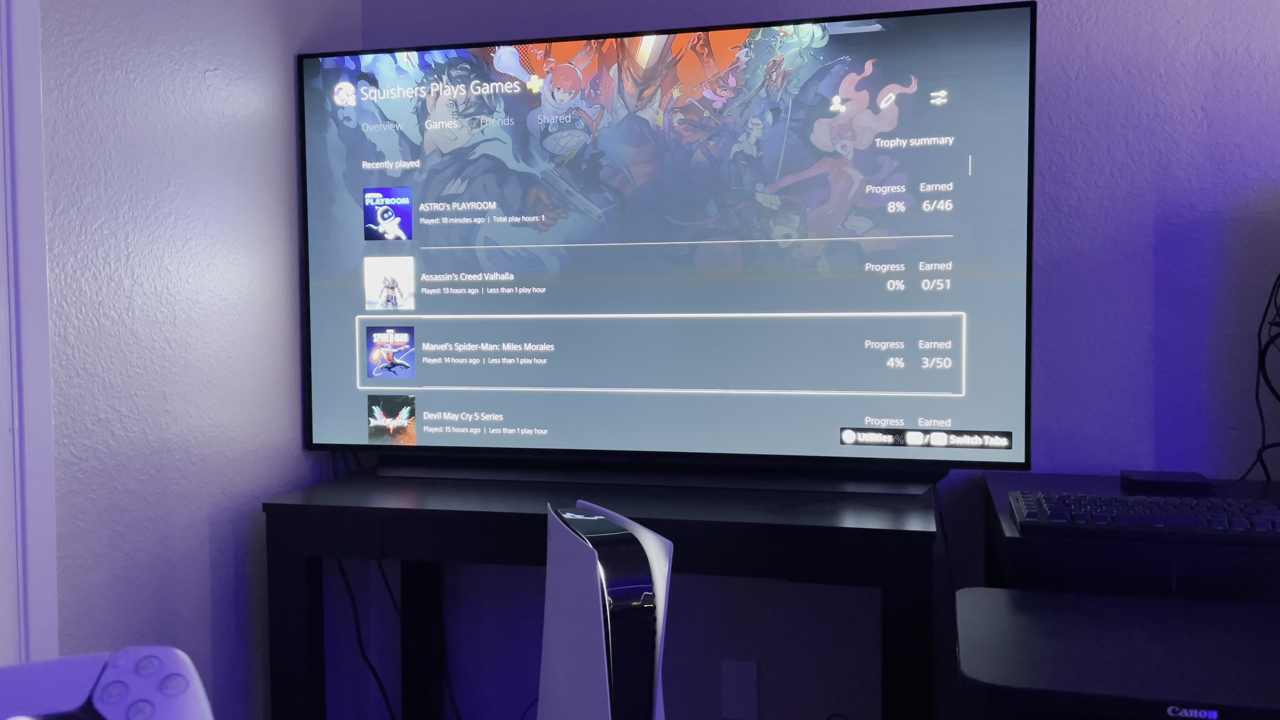 Squishers Plays Games
Overview Games Friends Shared
Trophy summary
Recently played
PLAYROOM
ASTRO's PLAYROOM
Played: 18 minutes ago | Total play hours: 1
Progress Earned
8% 6/46
Assassin's Creed Valhalla
Played: 13 hours ago | Less than 1 play hour
Progress Earned
0% 0/51
SPIDER-MAN
Marvel's Spider-Man: Miles Morales
Played: 14 hours ago | Less than 1 play hour
Progress Earned
4% 3/50
Devil May Cry 5 Series
Played: 15 hours ago | Less than 1 play hour
Progress Earned
Utilities % / Switch Tabs
Canon